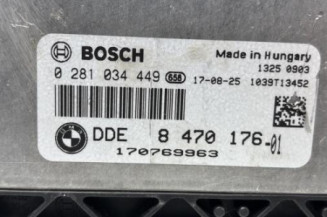 BOSCH
Made in Hungary
1325 0903
0 281 034 449 658
17-08-25 1039T13452
DDE 8 470 176-01
170769963